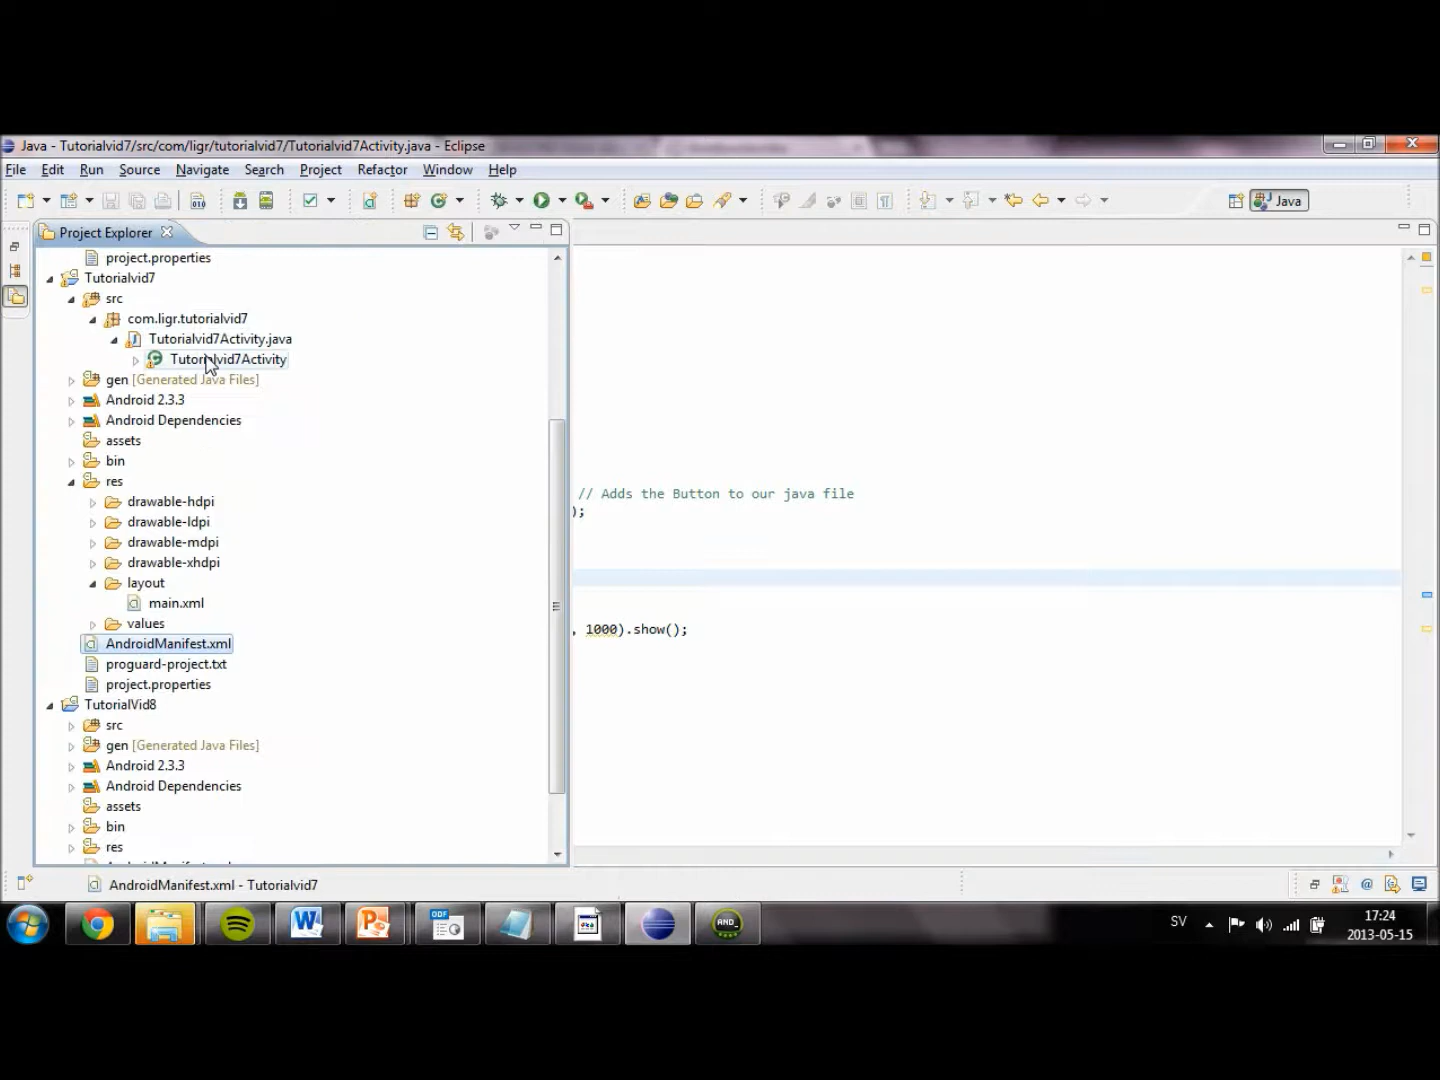 Java - Tutorialvid7/src/com/ligr/tutorialvid7/Tutorialvid7Activity.java - Eclipse
File Edit Run Source Navigate Search Project Refactor Window Help
Java
Project Explorer
project.properties
Tutorialvid7
src
com.ligr.tutorialvid7
Tutorialvid7Activity.java
Tutorialvid7Activity
gen [Generated Java Files]
Android 2.3.3
Android Dependencies
assets
bin
res
drawable-hdpi
// Adds the Button to our java file
);
drawable-ldpi
drawable-mdpi
drawable-xhdpi
layout
main.xml
values
, 1000).show();
AndroidManifest.xml
proguard-project.txt
project.properties
TutorialVid8
src
gen [Generated Java Files]
Android 2.3.3
Android Dependencies
assets
bin
res
AndroidManifest.xml - Tutorialvid7
SV
17:24
2013-05-15